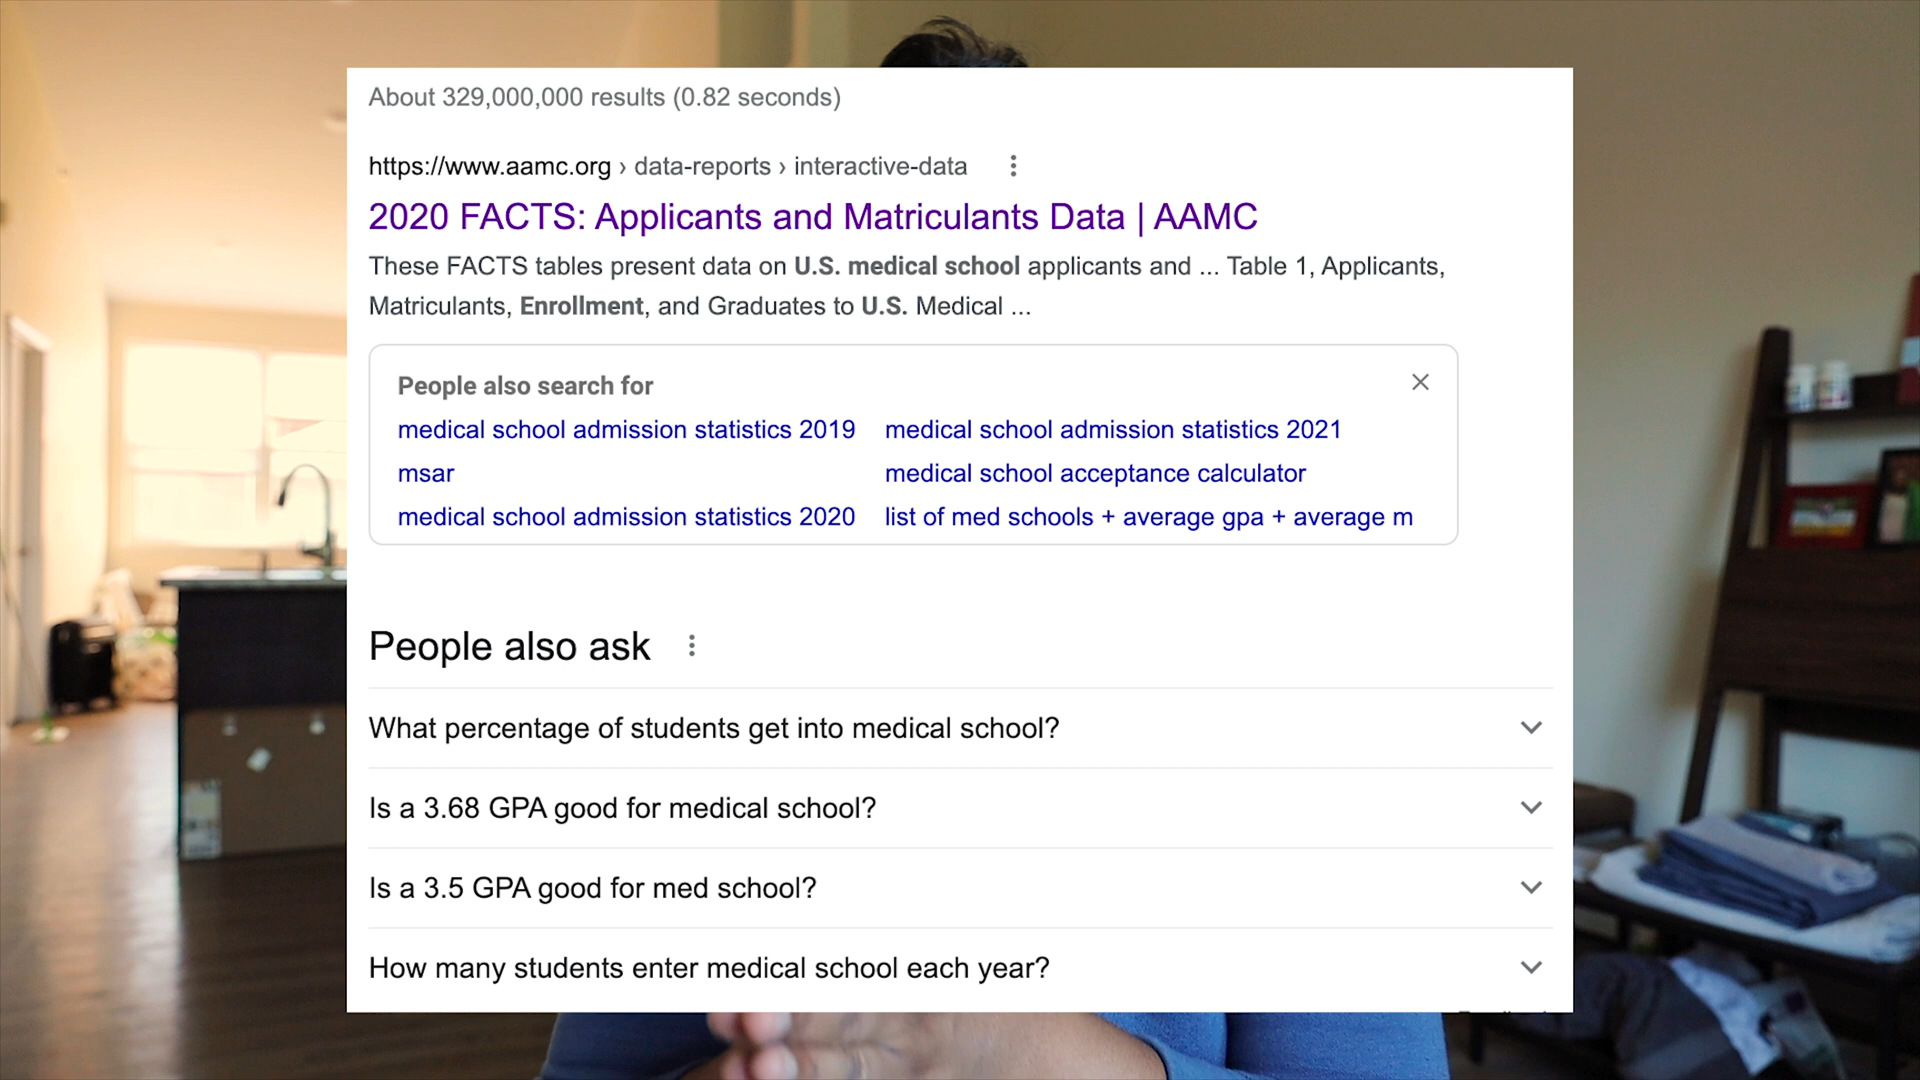 About 329,000,000 results (0.82 seconds)
https://www.aamc.org › data-reports › interactive-data
2020 FACTS: Applicants and Matriculants Data | AAMC
These FACTS tables present data on U.S. medical school applicants and ... Table 1, Applicants,
Matriculants, Enrollment, and Graduates to U.S. Medical ...
People also search for
medical school admission statistics 2019
medical school admission statistics 2021
msar
medical school acceptance calculator
medical school admission statistics 2020
list of med schools + average gpa + average m
People also ask
What percentage of students get into medical school?
Is a 3.68 GPA good for medical school?
Is a 3.5 GPA good for med school?
How many students enter medical school each year?